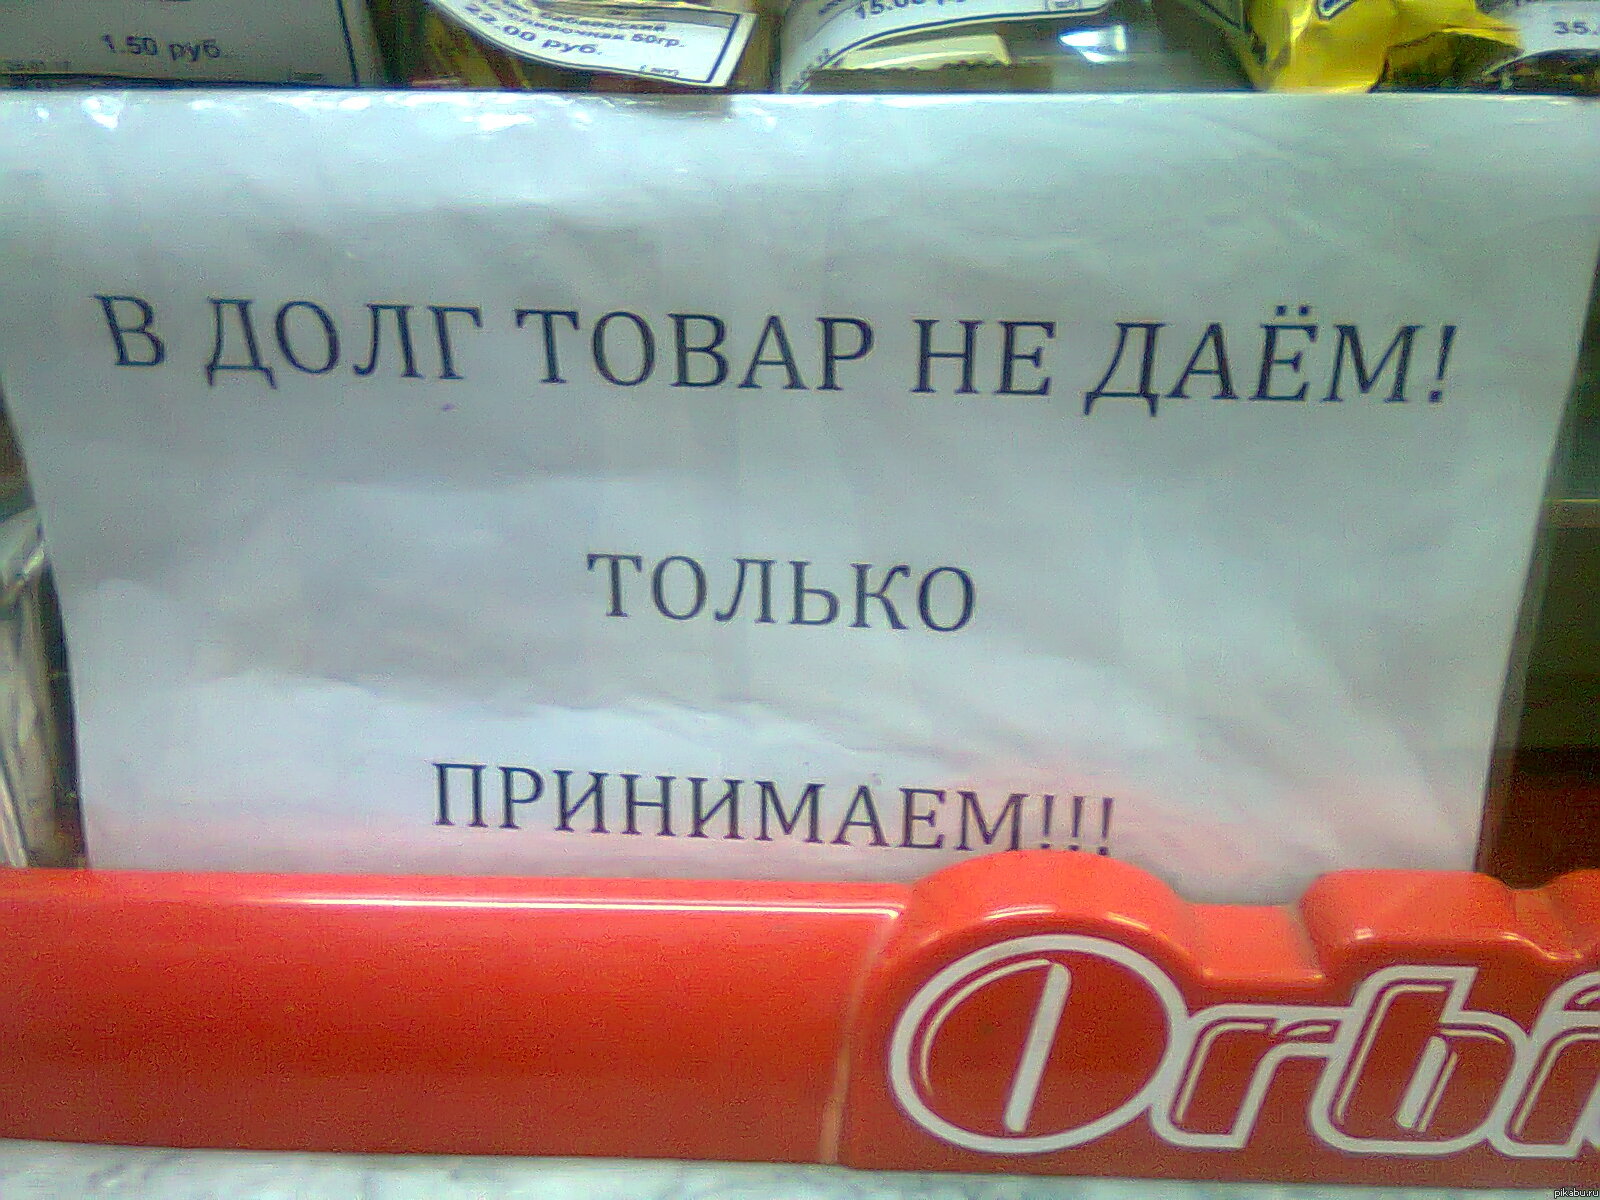 1.50 руб.
22.00 руб.
В ДОЛГ ТОВАР НЕ ДАЁМ!
ТОЛЬКО
ПРИНИМАЕМ!!!
Orbi
pikabu.ru